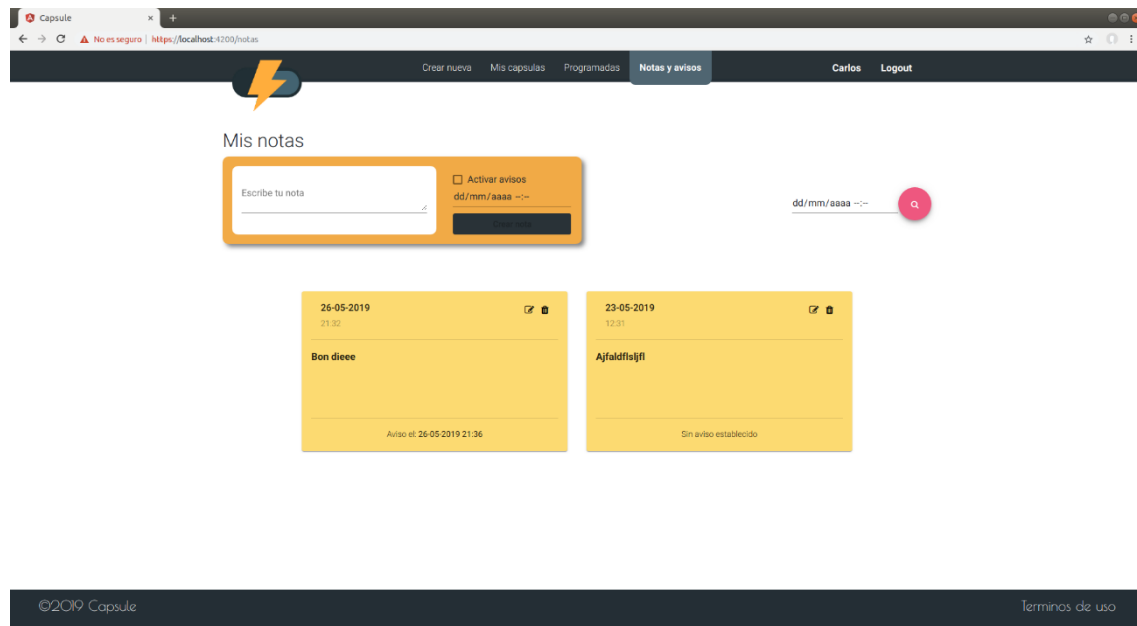 Capsule
No es seguro | https://localhost:4200/notas
Crear nueva Mis capsulas Programadas Notas y avisos Carlos Logout
Mis notas
Escribe tu nota
Activar avisos
dd/mm/aaaa --:--
dd/mm/aaaa --:--
26-05-2019
21:32
Bon dieee
Aviso el: 26-05-2019 21:36
23-05-2019
12:31
Ajfaldflsljfl
Sin aviso establecido
©2019 Capsule
Terminos de uso